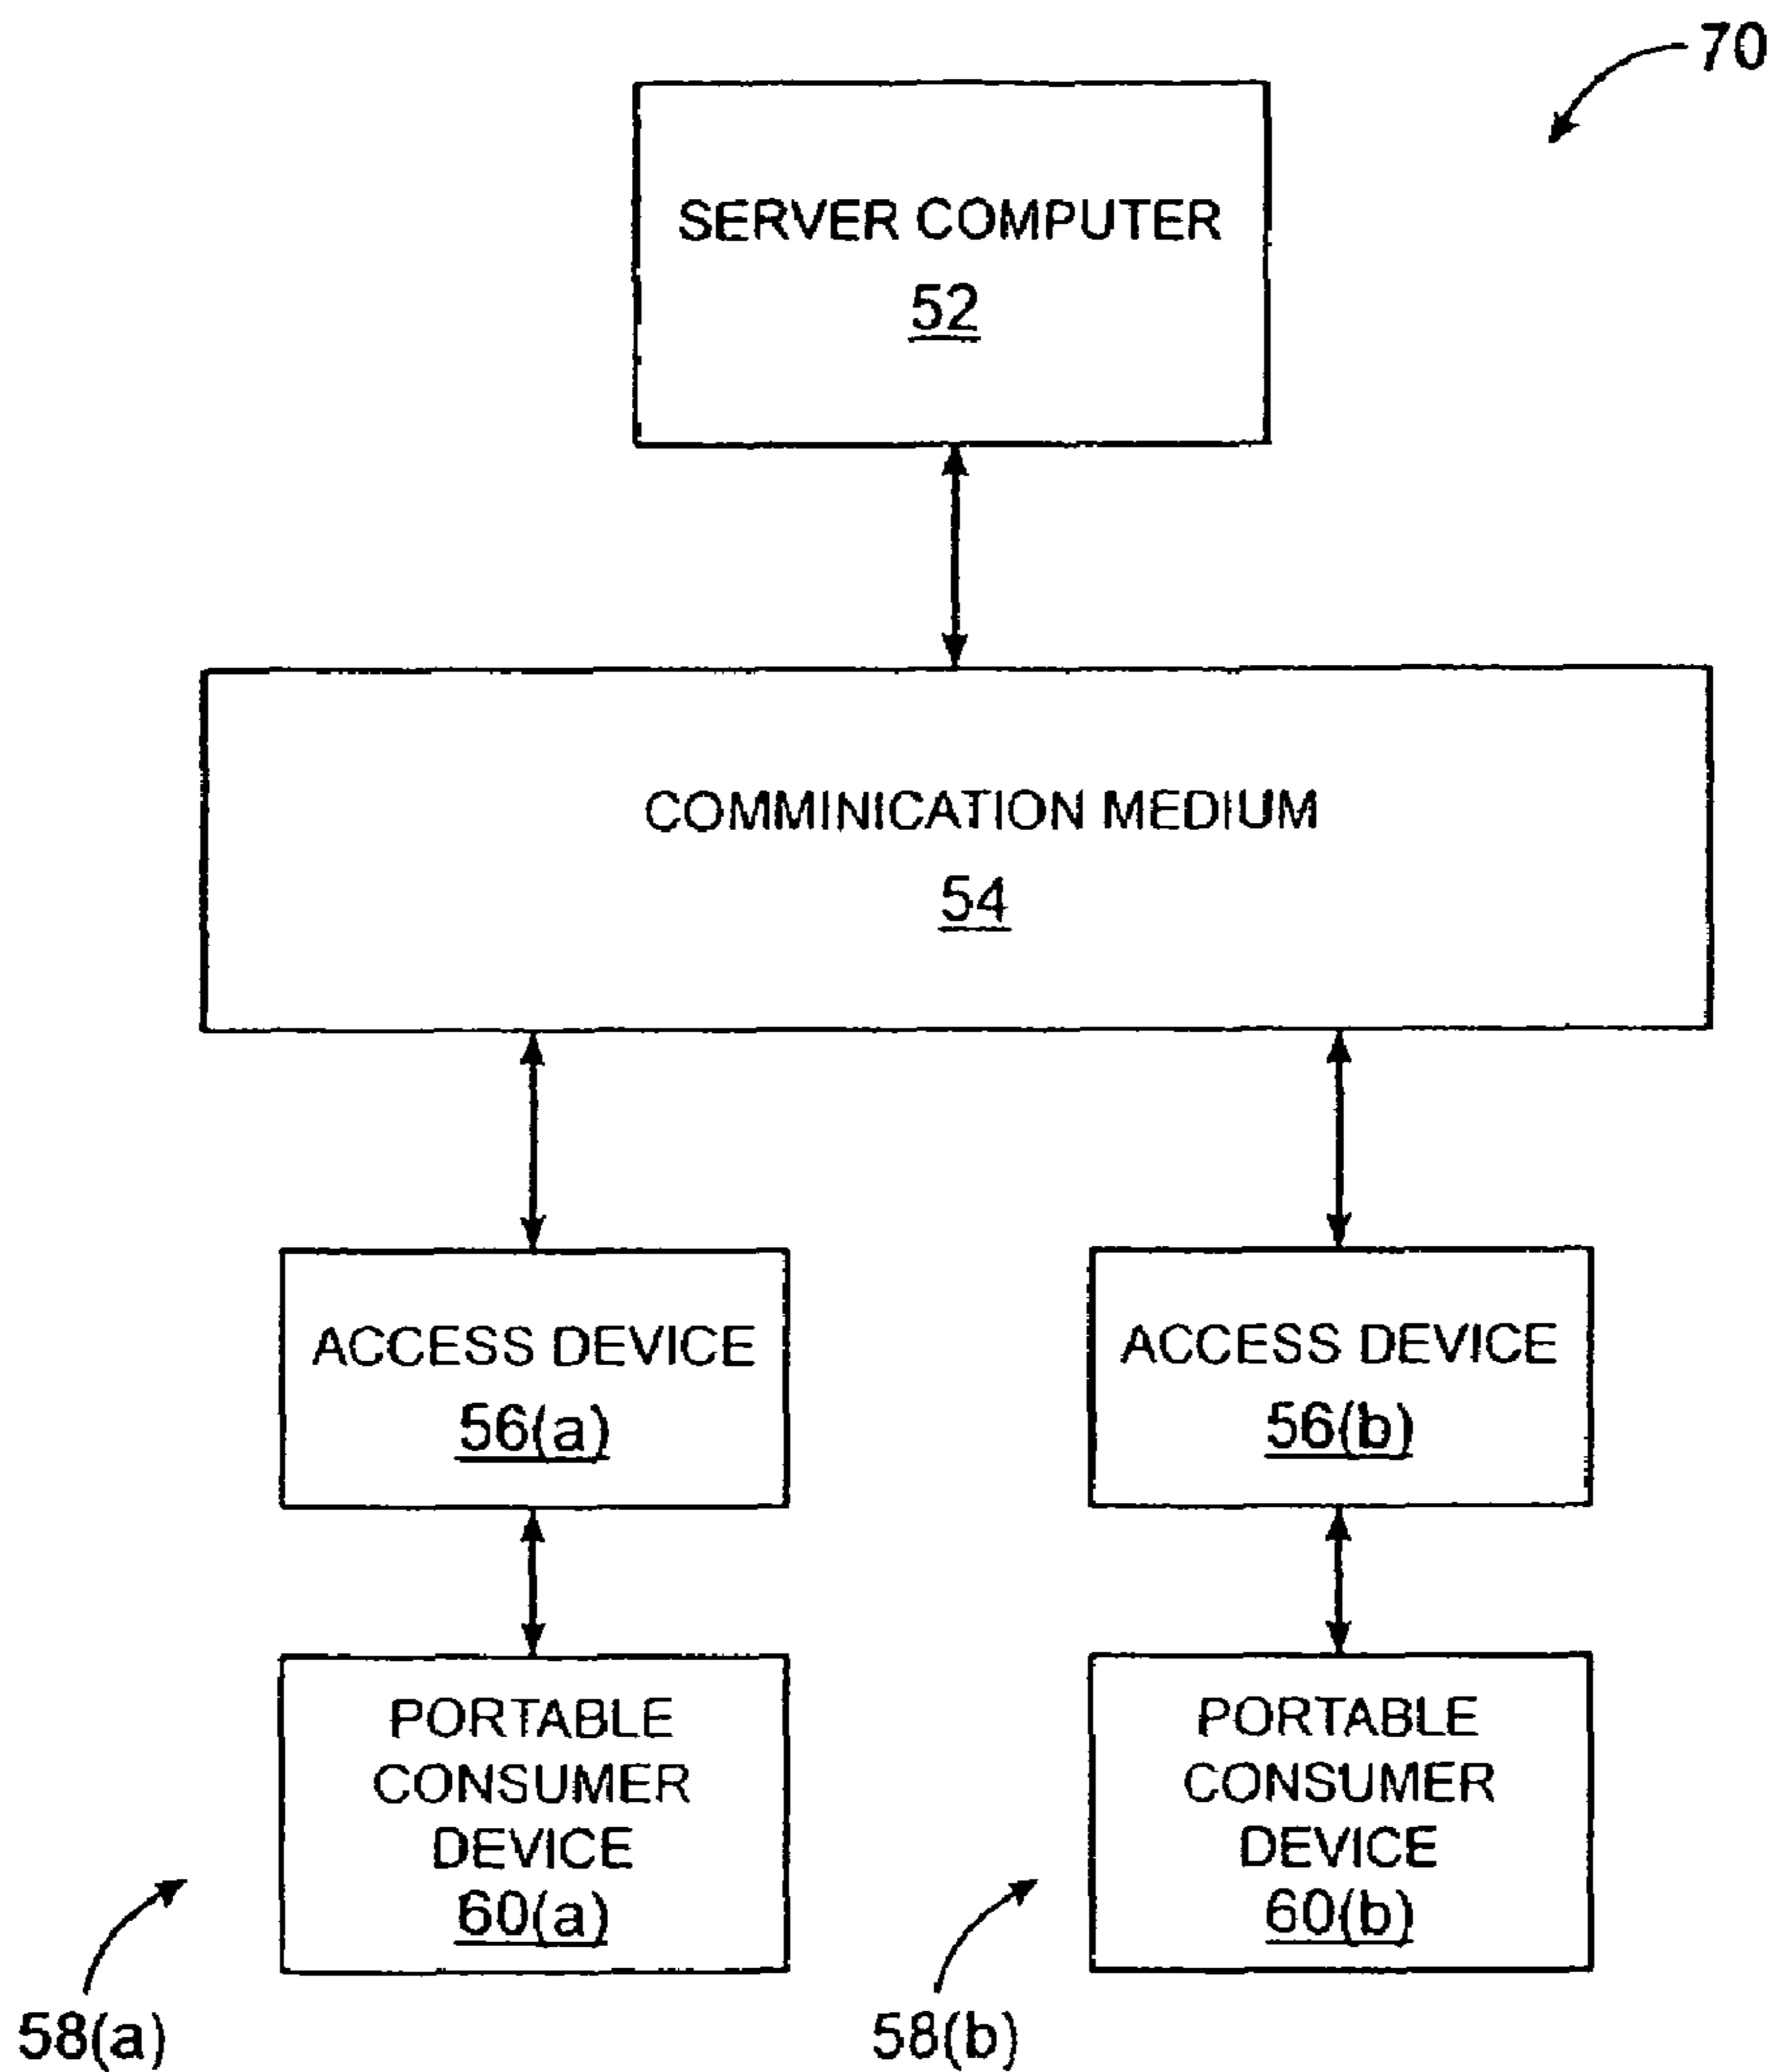 70
SERVER COMPUTER
52
COMMINICATION MEDIUM
54
ACCESS DEVICE
56(a)
ACCESS DEVICE
56(b)
PORTABLE
CONSUMER
DEVICE
60(a)
PORTABLE
CONSUMER
DEVICE
60(b)
58(a)
58(b)